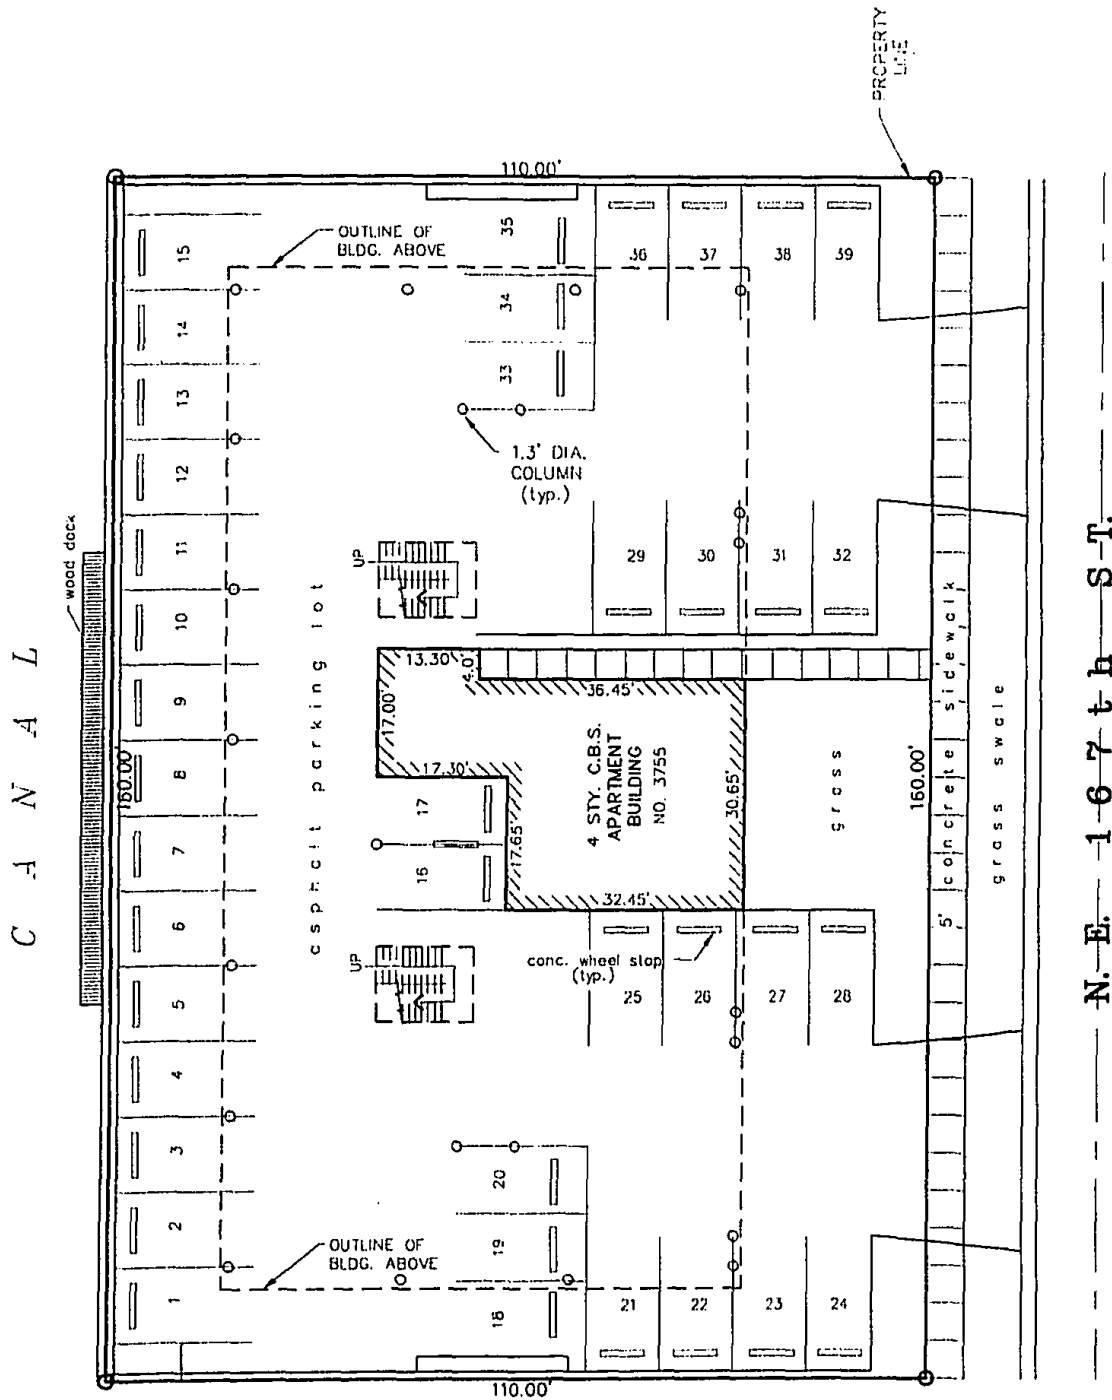 C A N A L
wood dock
160.00'
110.00'
PROPERTY
LINE
OUTLINE OF
BLDG. ABOVE
15
14
13
12
11
10
9
8
7
6
5
4
3
2
1
asphalt parking lot
UP
UP
35
34
33
36
37
38
39
1.3' DIA.
COLUMN
(typ.)
29
30
31
32
13.30'
4.0'
17.00'
17.30'
36.45'
17.65'
30.65'
32.45'
4 STY. C.B.S.
APARTMENT
BUILDING
NO. 3755
17
16
conc. wheel stop
(typ.)
25
26
27
28
20
19
18
OUTLINE OF
BLDG. ABOVE
21
22
23
24
110.00'
grass
160.00'
5' concrete sidewalk
grass swale
N. E. 167th ST.